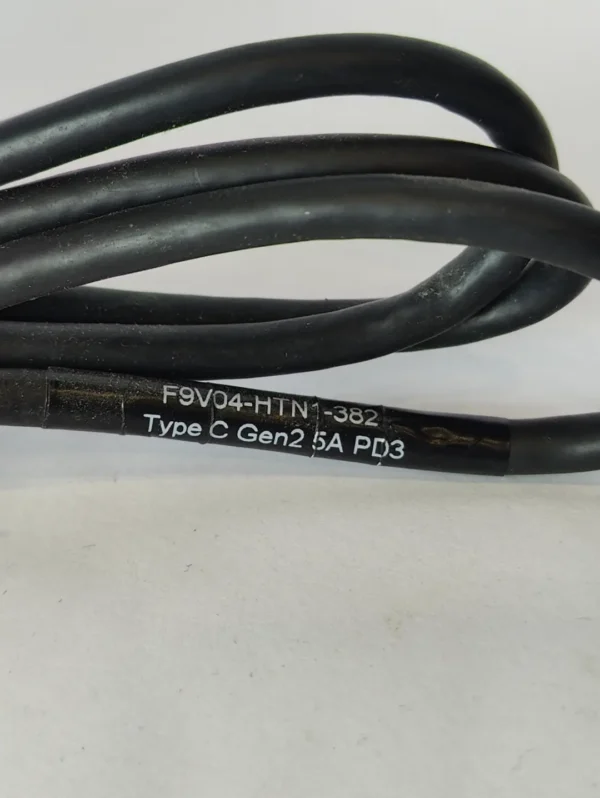 F9V04-HTN1-382
Type C Gen2 5A PD3